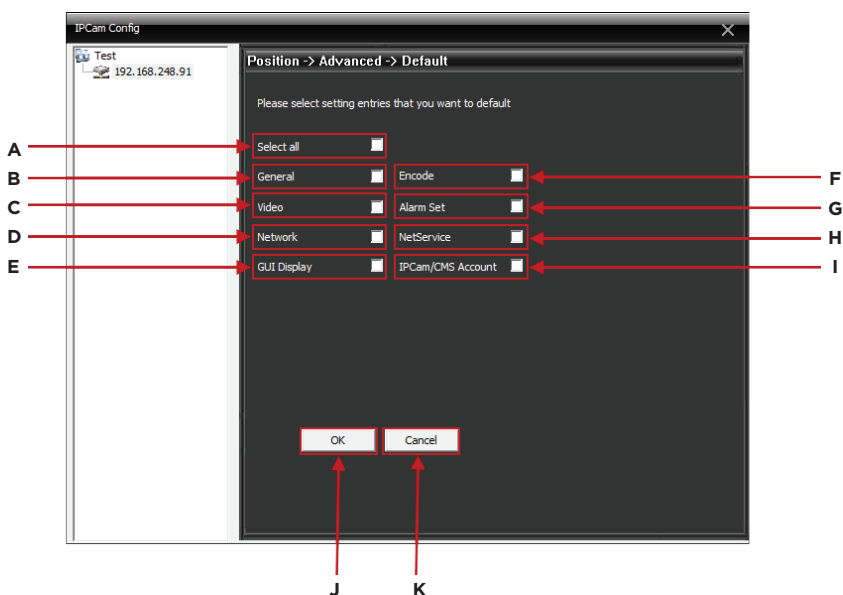 IPCam Config
Test
192.168.248.91
Position -> Advanced -> Default
Please select setting entries that you want to default
A
Select all
B
General
Encode
F
C
Video
Alarm Set
G
D
Network
NetService
H
E
GUI Display
IPCam/CMS Account
I
OK
Cancel
J
K